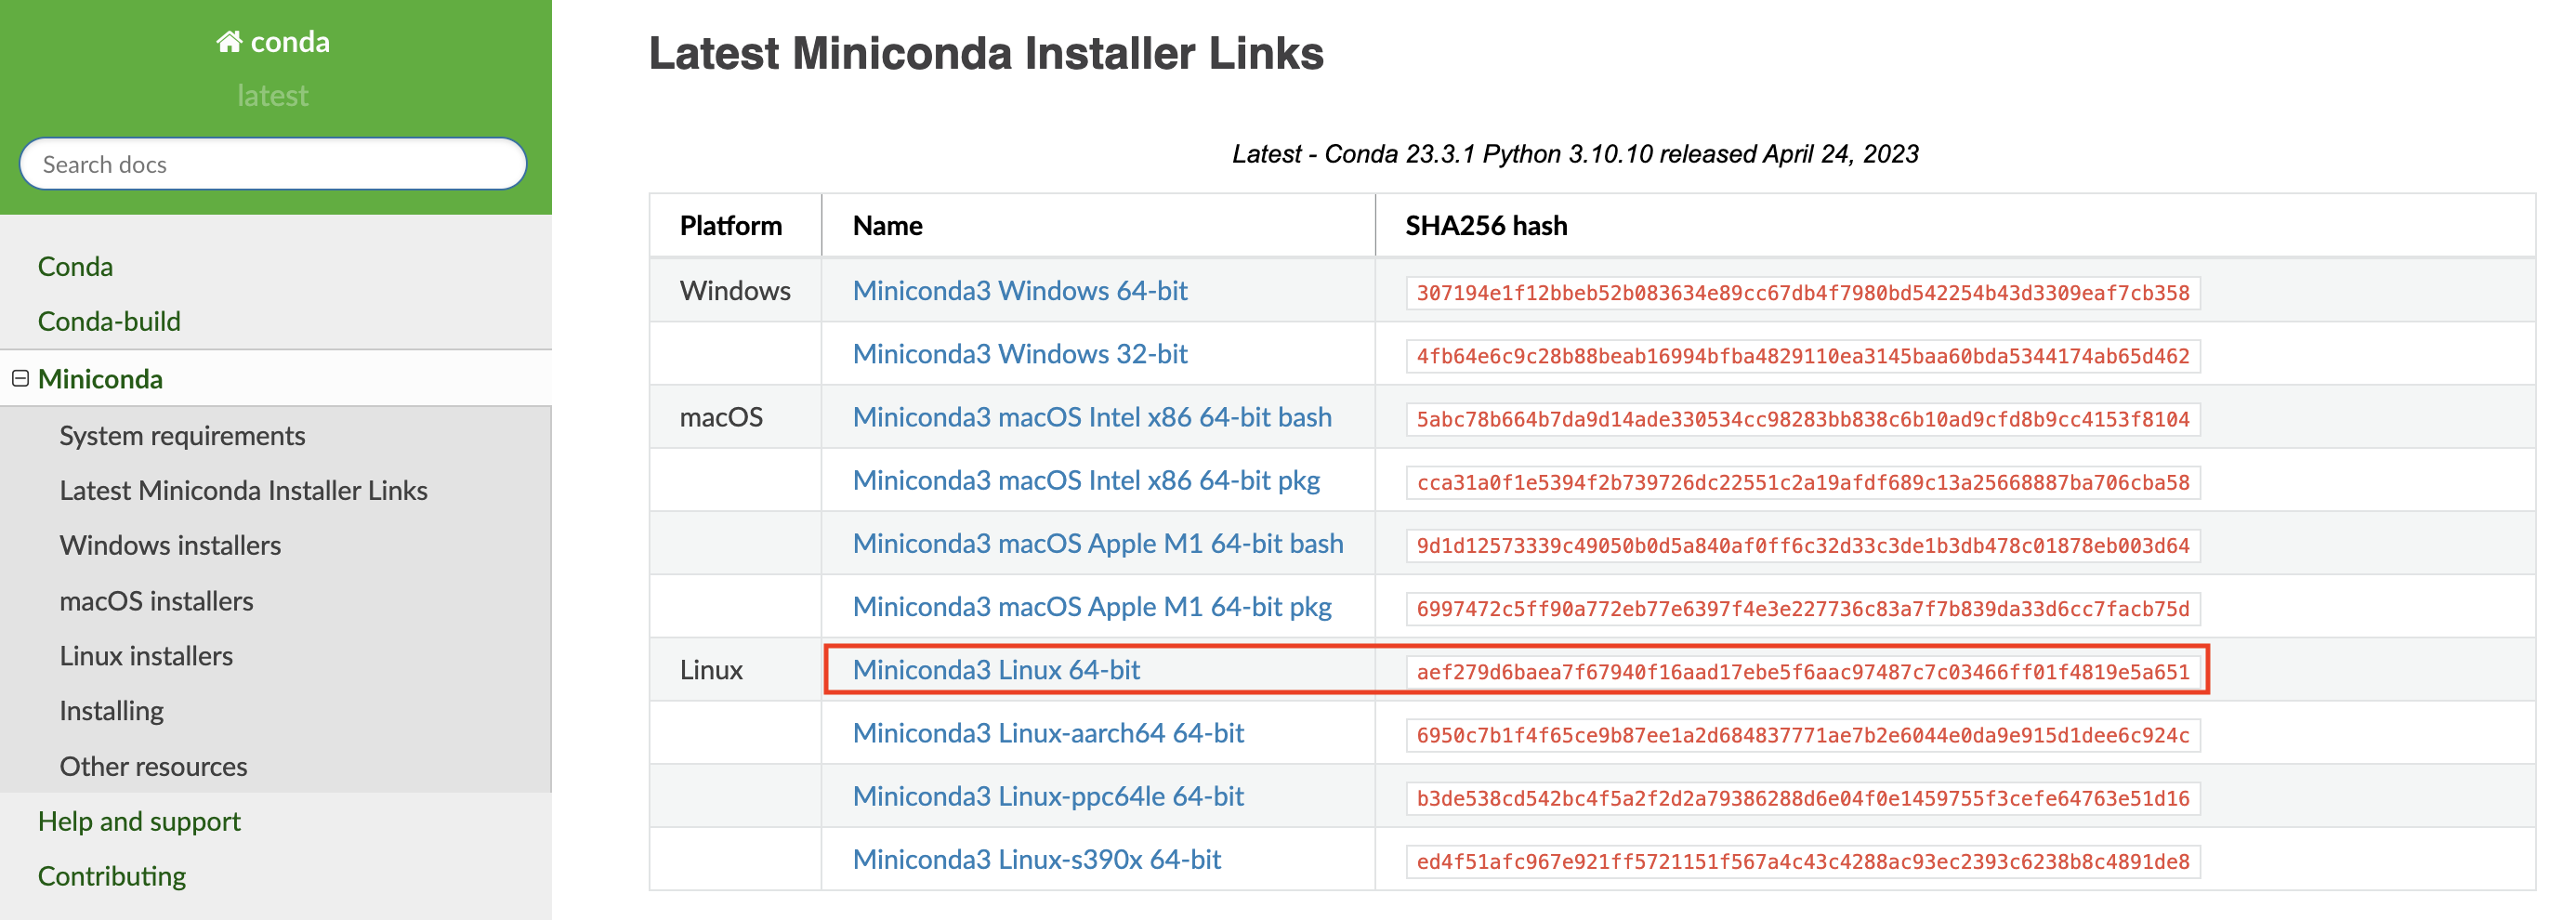 conda
latest
Search docs
Conda
Conda-build
Miniconda
System requirements
Latest Miniconda Installer Links
Windows installers
macOS installers
Linux installers
Installing
Other resources
Help and support
Contributing
Latest Miniconda Installer Links
Latest - Conda 23.3.1 Python 3.10.10 released April 24, 2023
Platform Name SHA256 hash
Windows Miniconda3 Windows 64-bit 307194e1f12bbeb52b083634e89cc67db4f7980bd542254b43d3309eaf7cb358
Miniconda3 Windows 32-bit 4fb64e6c9c28b88beab16994bfba4829110ea3145baa60bda5344174ab65d462
macOS Miniconda3 macOS Intel x86 64-bit bash 5abc78b664b7da9d14ade330534cc98283bb838c6b10ad9cfd8b9cc4153f8104
Miniconda3 macOS Intel x86 64-bit pkg cca31a0f1e5394f2b739726dc22551c2a19afdf689c13a25668887ba706cba58
Miniconda3 macOS Apple M1 64-bit bash 9d1d12573339c49050b0d5a840af0ff6c32d33c3de1b3db478c01878eb003d64
Miniconda3 macOS Apple M1 64-bit pkg 6997472c5ff90a772eb77e6397f4e3e227736c83a7f7b839da33d6cc7facb75d
Linux Miniconda3 Linux 64-bit aef279d6baea7f67940f16aad17ebe5f6aac97487c7c03466ff01f4819e5a651
Miniconda3 Linux-aarch64 64-bit 6950c7b1f4f65ce9b87ee1a2d684837771ae7b2e6044e0da9e915d1dee6c924c
Miniconda3 Linux-ppc64le 64-bit b3de538cd542bc4f5a2f2d2a79386288d6e04f0e1459755f3cefe64763e51d16
Miniconda3 Linux-s390x 64-bit ed4f51afc967e921ff5721151f567a4c43c4288ac93ec2393c6238b8c4891de8